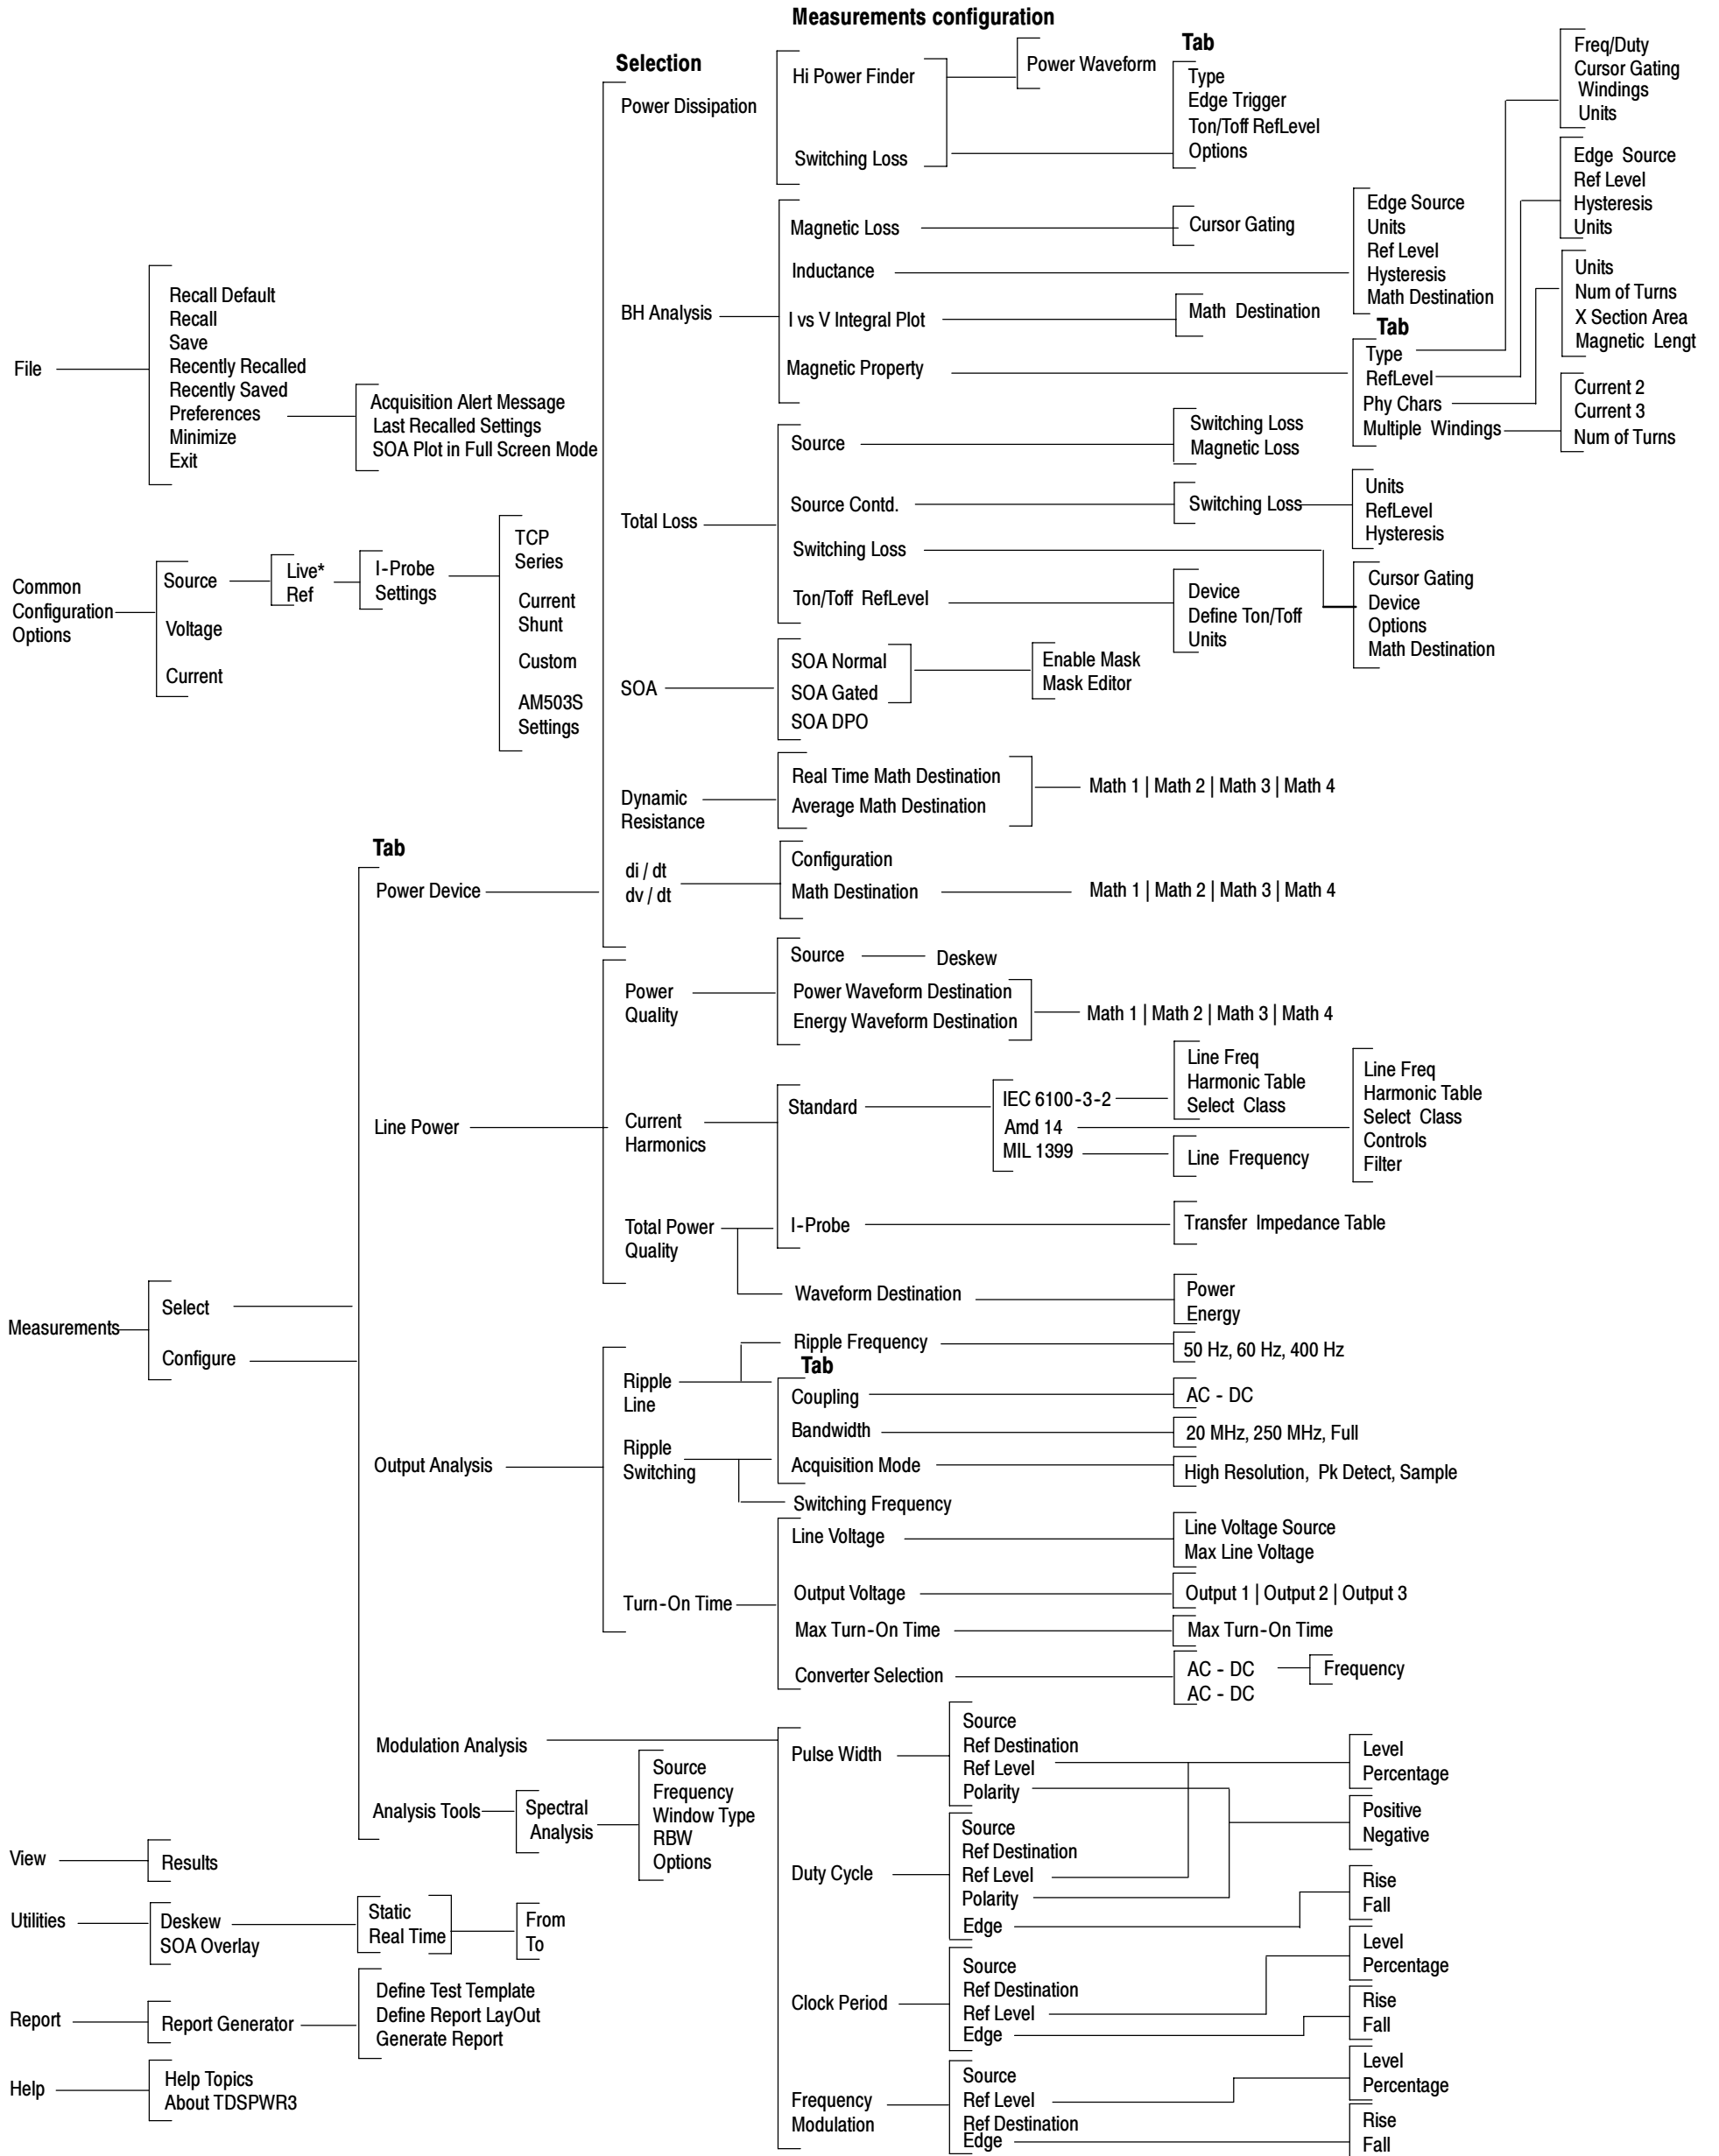 Measurements configuration
File
Recall Default
Recall
Save
Recently Recalled
Recently Saved
Preferences
Minimize
Exit
Acquisition Alert Message
Last Recalled Settings
SOA Plot in Full Screen Mode
Common
Configuration
Options
Source
Voltage
Current
Live*
Ref
I-Probe
Settings
TCP
Series
Current
Shunt
Custom
AM503S
Settings
Measurements
Select
Configure
Tab
Power Device
Selection
Power Dissipation
Hi Power Finder
Switching Loss
Power Waveform
Tab
Type
Edge Trigger
Ton/Toff RefLevel
Options
BH Analysis
Magnetic Loss
Cursor Gating
Inductance
Edge Source
Units
Ref Level
Hysteresis
Math Destination
I vs V Integral Plot
Math Destination
Magnetic Property
Tab
Type
RefLevel
Phy Chars
Multiple Windings
Freq/Duty
Cursor Gating
Windings
Units
Edge Source
Ref Level
Hysteresis
Units
Units
Num of Turns
X Section Area
Magnetic Lengt
Current 2
Current 3
Num of Turns
Total Loss
Source
Switching Loss
Magnetic Loss
Source Contd.
Switching Loss
Units
RefLevel
Hysteresis
Switching Loss
Cursor Gating
Device
Options
Math Destination
Ton/Toff RefLevel
Device
Define Ton/Toff
Units
SOA
SOA Normal
SOA Gated
SOA DPO
Enable Mask
Mask Editor
Dynamic
Resistance
Real Time Math Destination
Average Math Destination
Math 1 | Math 2 | Math 3 | Math 4
di / dt
dv / dt
Configuration
Math Destination
Math 1 | Math 2 | Math 3 | Math 4
Line Power
Power
Quality
Source
Deskew
Power Waveform Destination
Energy Waveform Destination
Math 1 | Math 2 | Math 3 | Math 4
Current
Harmonics
Standard
IEC 6100-3-2
Amd 14
MIL 1399
Line Freq
Harmonic Table
Select Class
Line Freq
Harmonic Table
Select Class
Controls
Filter
Line Frequency
Total Power
Quality
I-Probe
Transfer Impedance Table
Waveform Destination
Power
Energy
Output Analysis
Ripple
Line
Ripple Frequency
50 Hz, 60 Hz, 400 Hz
Tab
Coupling
AC - DC
Bandwidth
20 MHz, 250 MHz, Full
Ripple
Switching
Acquisition Mode
High Resolution, Pk Detect, Sample
Switching Frequency
Turn-On Time
Line Voltage
Line Voltage Source
Max Line Voltage
Output Voltage
Output 1 | Output 2 | Output 3
Max Turn-On Time
Max Turn-On Time
Converter Selection
AC - DC
AC - DC
Frequency
Modulation Analysis
Pulse Width
Source
Ref Destination
Ref Level
Polarity
Level
Percentage
Positive
Negative
Duty Cycle
Source
Ref Destination
Ref Level
Polarity
Edge
Rise
Fall
Clock Period
Source
Ref Destination
Ref Level
Edge
Level
Percentage
Rise
Fall
Frequency
Modulation
Source
Ref Level
Ref Destination
Edge
Level
Percentage
Rise
Fall
Analysis Tools
Spectral
Analysis
Source
Frequency
Window Type
RBW
Options
View
Results
Utilities
Deskew
SOA Overlay
Static
Real Time
From
To
Report
Report Generator
Define Test Template
Define Report LayOut
Generate Report
Help
Help Topics
About TDSPWR3